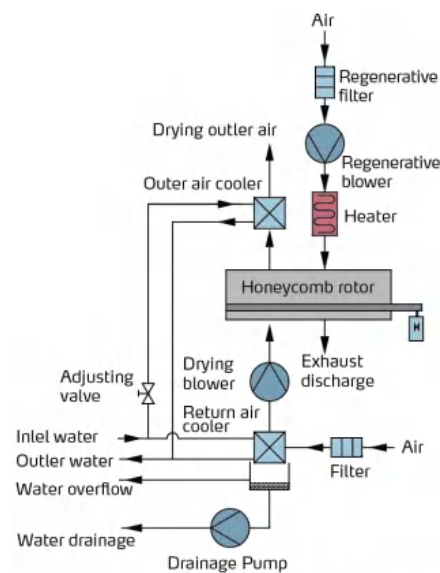 Air
Regenerative
filter
Drying outler air
Regenerative
blower
Outer air cooler
Heater
Honeycomb rotor
H
Drying
blower
Exhaust
discharge
Adjusting
valve
Return air
cooler
Inlel water
Air
Outler water
Filter
Water overflow
Water drainage
Drainage Pump